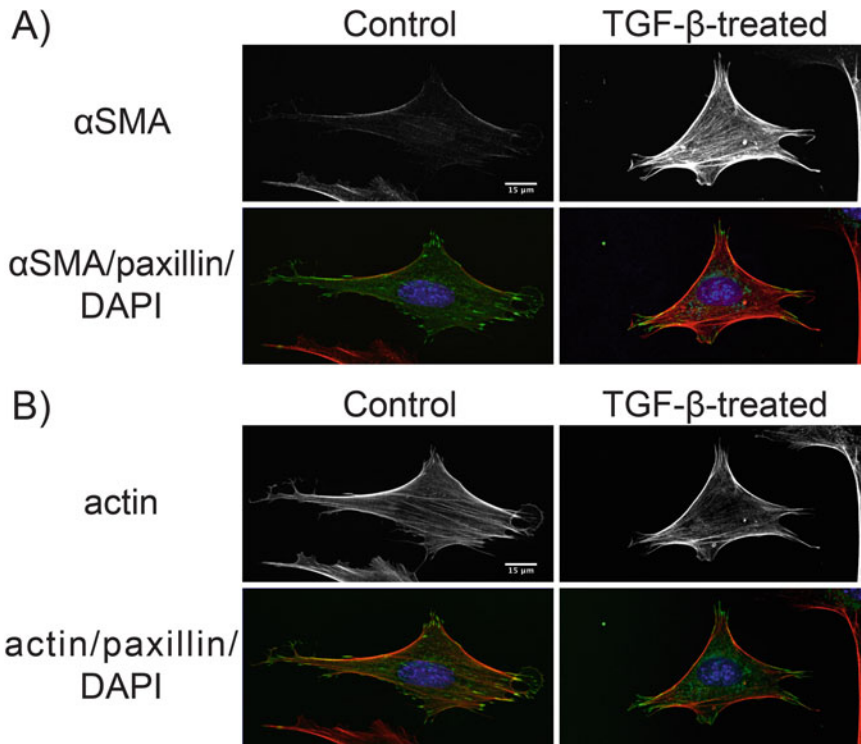 A)
Control TGF-β-treated
αSMA
15 μm
αSMA/paxillin/
DAPI
B)
Control TGF-β-treated
actin
15 μm
actin/paxillin/
DAPI